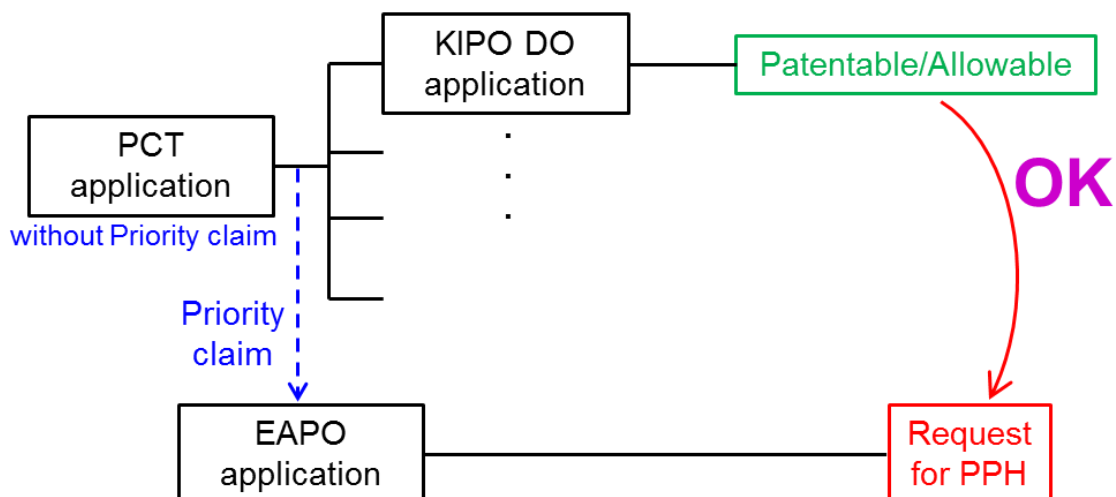 KIPO DO
application
Patentable/Allowable
PCT
application
without Priority claim
OK
Priority
claim
EAPO
application
Request
for PPH